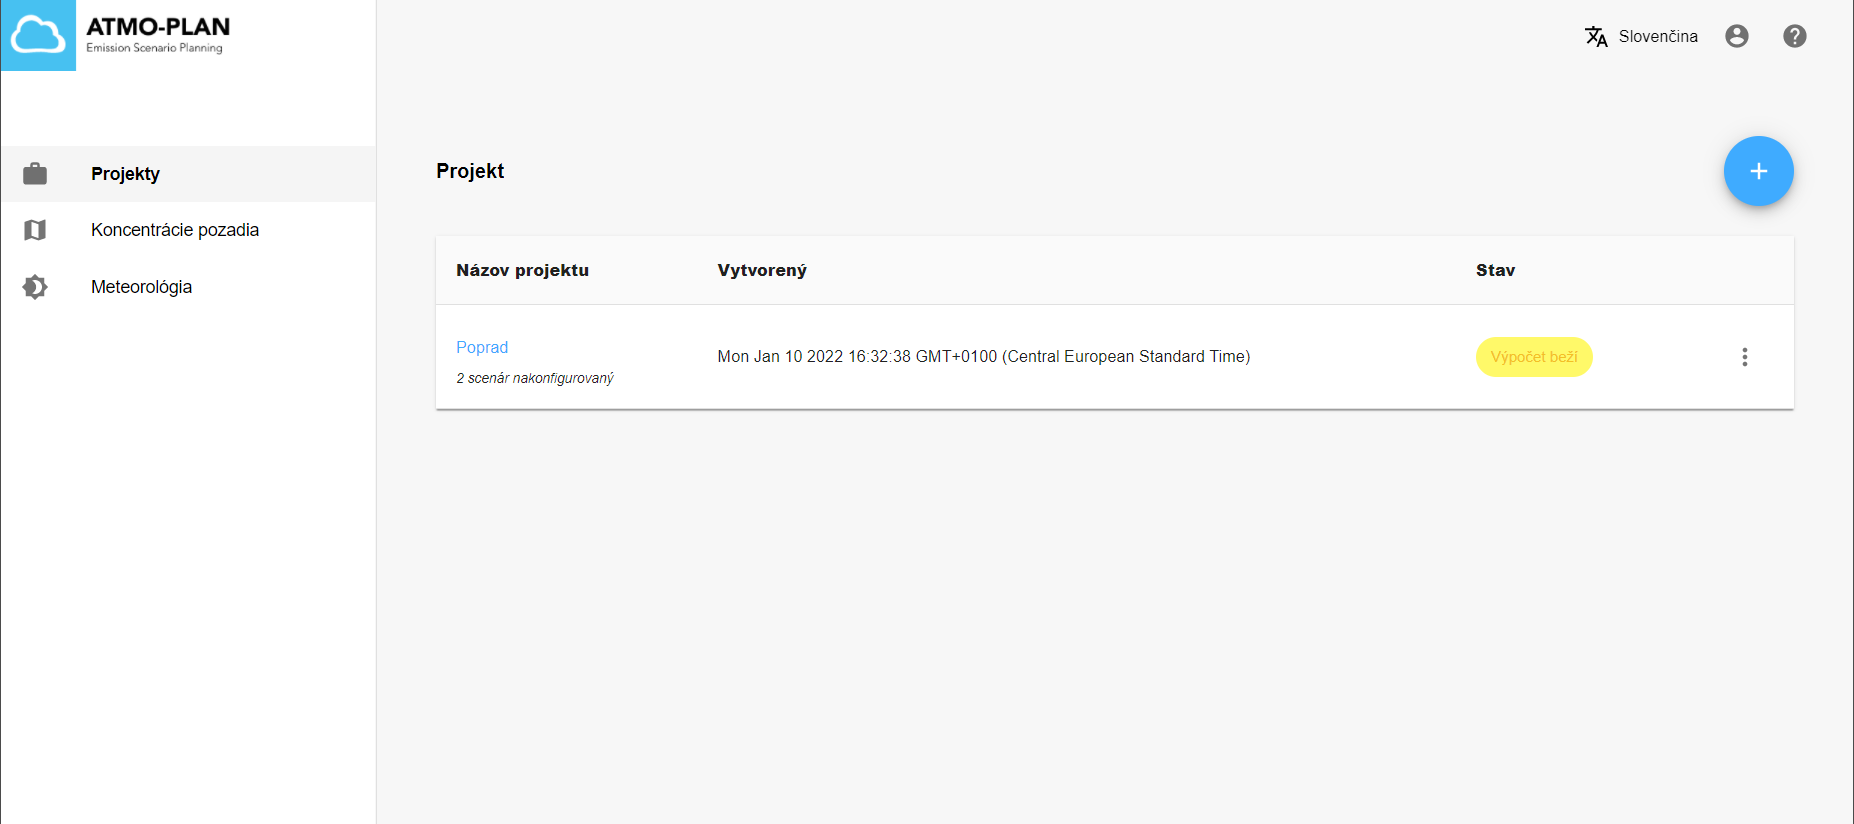 ATMO-PLAN
Emission Scenario Planning
Slovenčina
Projekty
Koncentrácie pozadia
Meteorológia
Projekt
Názov projektu Vytvorený Stav
Poprad
2 scenár nakonfigurovaný
Mon Jan 10 2022 16:32:38 GMT+0100 (Central European Standard Time)
Výpočet beží